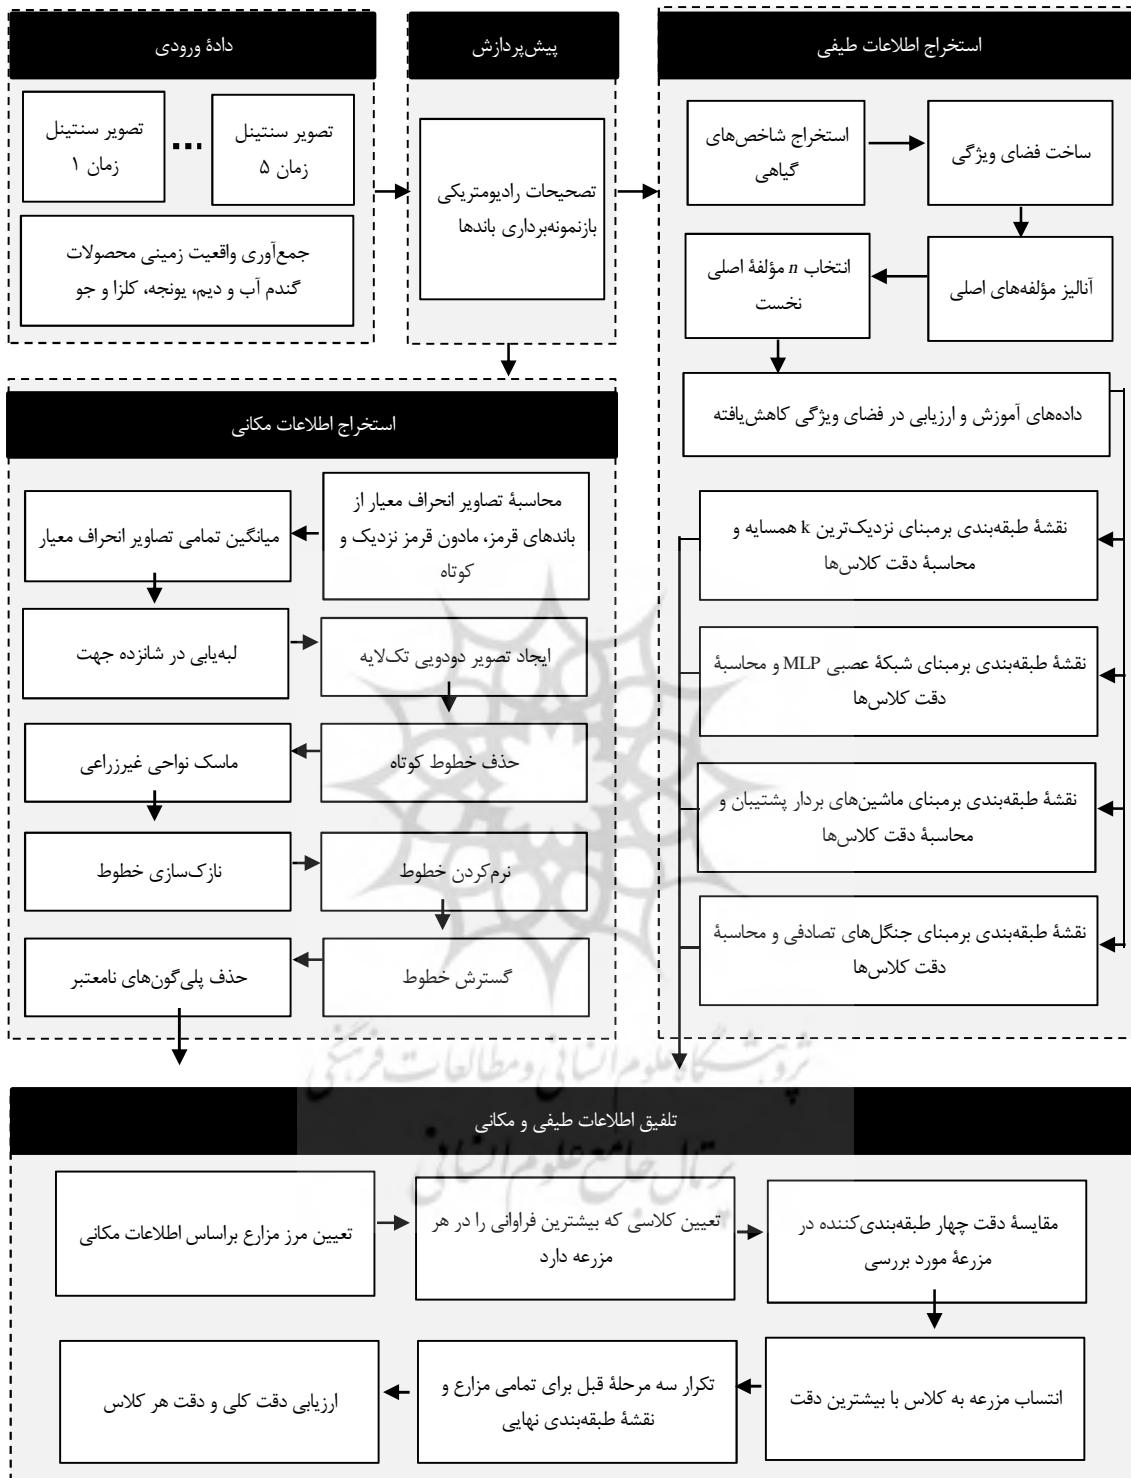 داده‌ٔ ورودی
تصویر سنتینل
زمان ۱
...
تصویر سنتینل
زمان ۵
جمع‌آوری واقعیت زمینی محصولات
گندم آب و دیم، یونجه، کلزا و جو
پیش‌پردازش
تصحیحات رادیومتریکی
بازنمونه‌برداری باندها
استخراج اطلاعات طیفی
استخراج شاخص‌های
گیاهی
ساخت فضای ویژگی
آنالیز مؤلفه‌های اصلی
انتخاب n مؤلفهٔ اصلی
نخست
داده‌های آموزش و ارزیابی در فضای ویژگی کاهش‌یافته
نقشهٔ طبقه‌بندی برمبنای نزدیک‌ترین k همسایه و
محاسبهٔ دقت کلاس‌ها
نقشهٔ طبقه‌بندی برمبنای شبکهٔ عصبی MLP و محاسبهٔ
دقت کلاس‌ها
نقشهٔ طبقه‌بندی برمبنای ماشین‌های بردار پشتیبان و
محاسبهٔ دقت کلاس‌ها
نقشهٔ طبقه‌بندی برمبنای جنگل‌های تصادفی و محاسبهٔ
دقت کلاس‌ها
استخراج اطلاعات مکانی
محاسبهٔ تصاویر انحراف معیار از
باندهای قرمز، مادون قرمز نزدیک و
کوتاه
میانگین تمامی تصاویر انحراف معیار
لبه‌یابی در شانزده جهت
ایجاد تصویر دودویی تک‌لایه
حذف خطوط کوتاه
ماسک نواحی غیرزراعی
نازک‌سازی خطوط
نرم‌کردن خطوط
گسترش خطوط
حذف پلی‌گون‌های نامعتبر
پژوهشگاه علوم انسانی و مطالعات فرهنگی
پرتال جامع علوم انسانی
تلفیق اطلاعات طیفی و مکانی
تعیین مرز مزارع براساس اطلاعات مکانی
تعیین کلاسی که بیشترین فراوانی را در هر
مزرعه دارد
مقایسهٔ دقت چهار طبقه‌بندی‌کننده در
مزرعهٔ مورد بررسی
انتساب مزرعه به کلاس با بیشترین دقت
تکرار سه مرحلهٔ قبل برای تمامی مزارع و
نقشهٔ طبقه‌بندی نهایی
ارزیابی دقت کلی و دقت هر کلاس